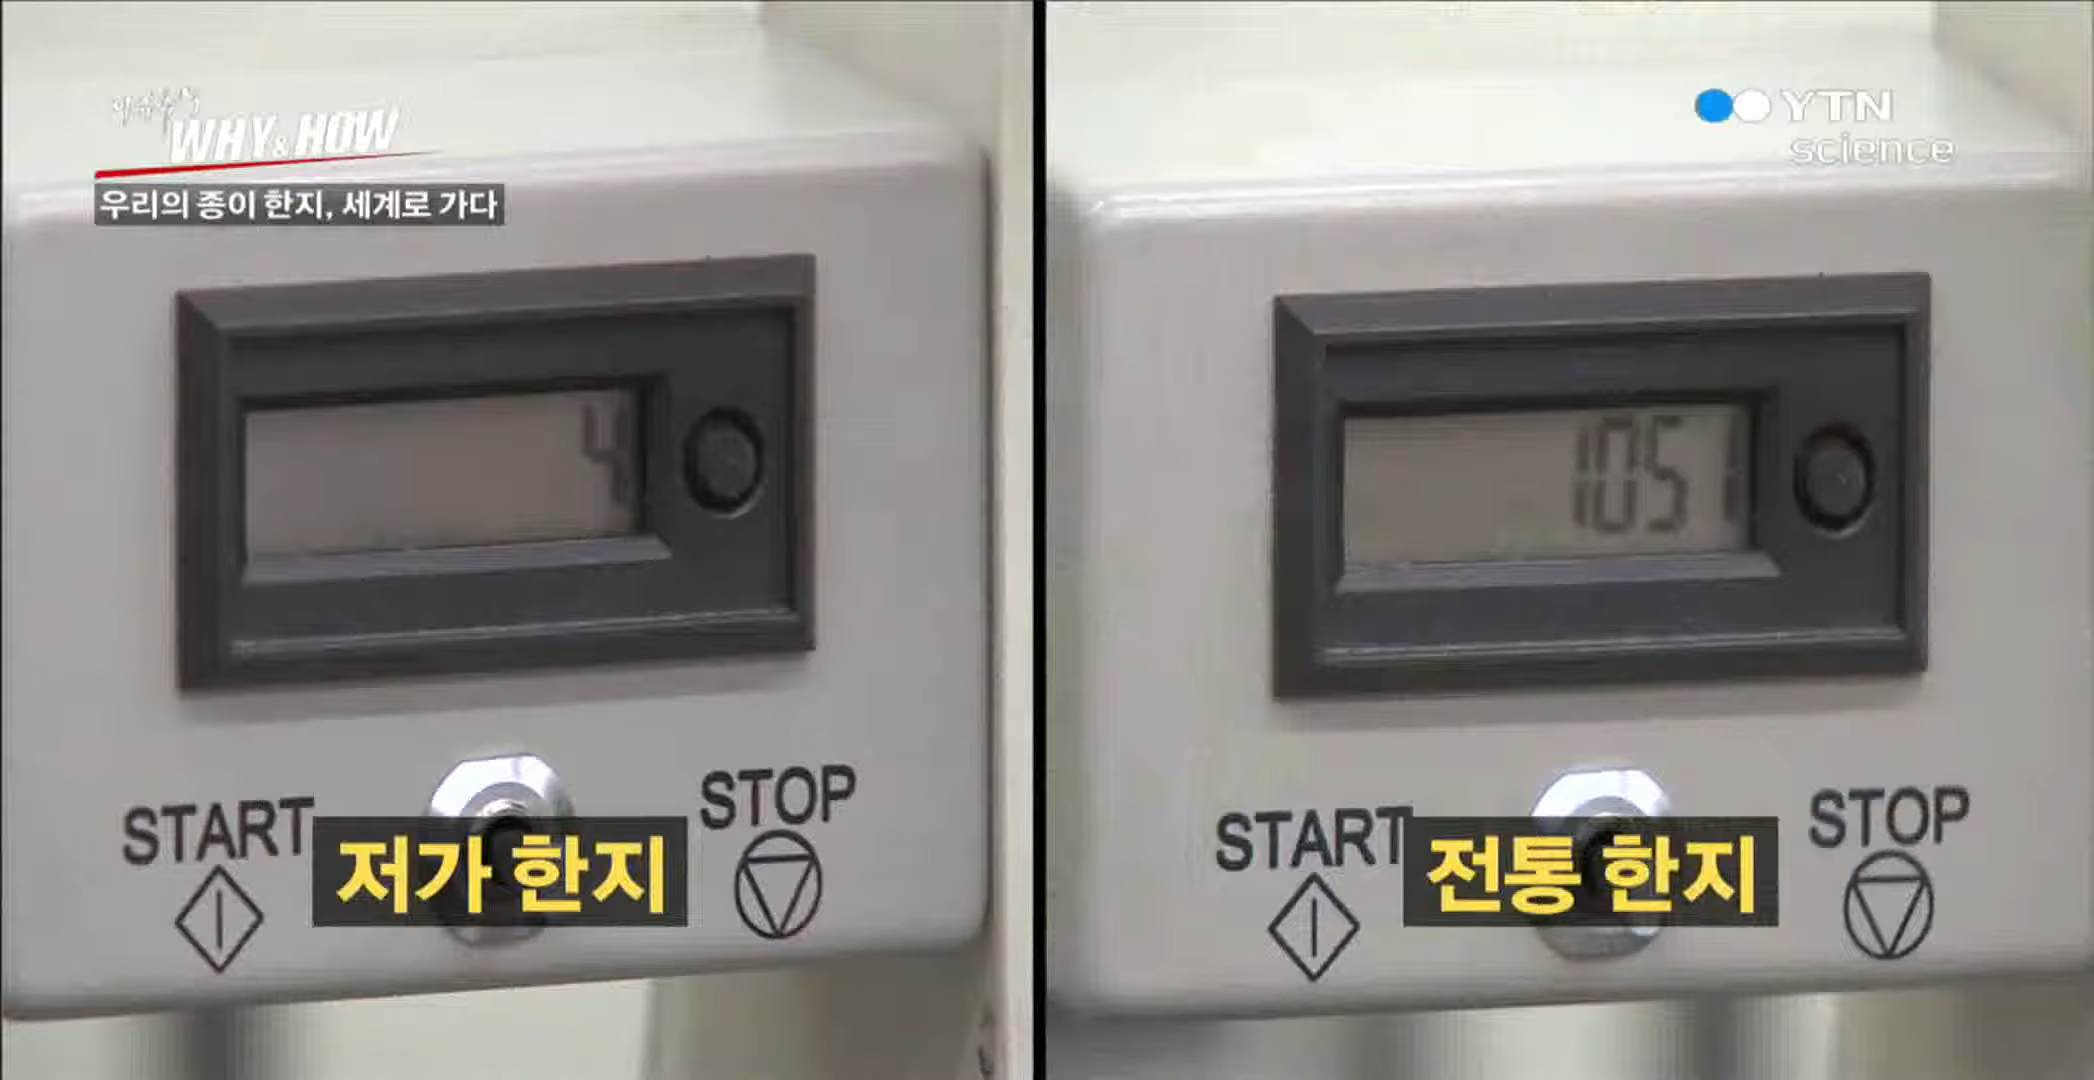 WHY & HOW
우리의 종이 한지, 세계로 가다
YTN
science
4
1051
START
STOP
저가 한지
START
STOP
전통 한지